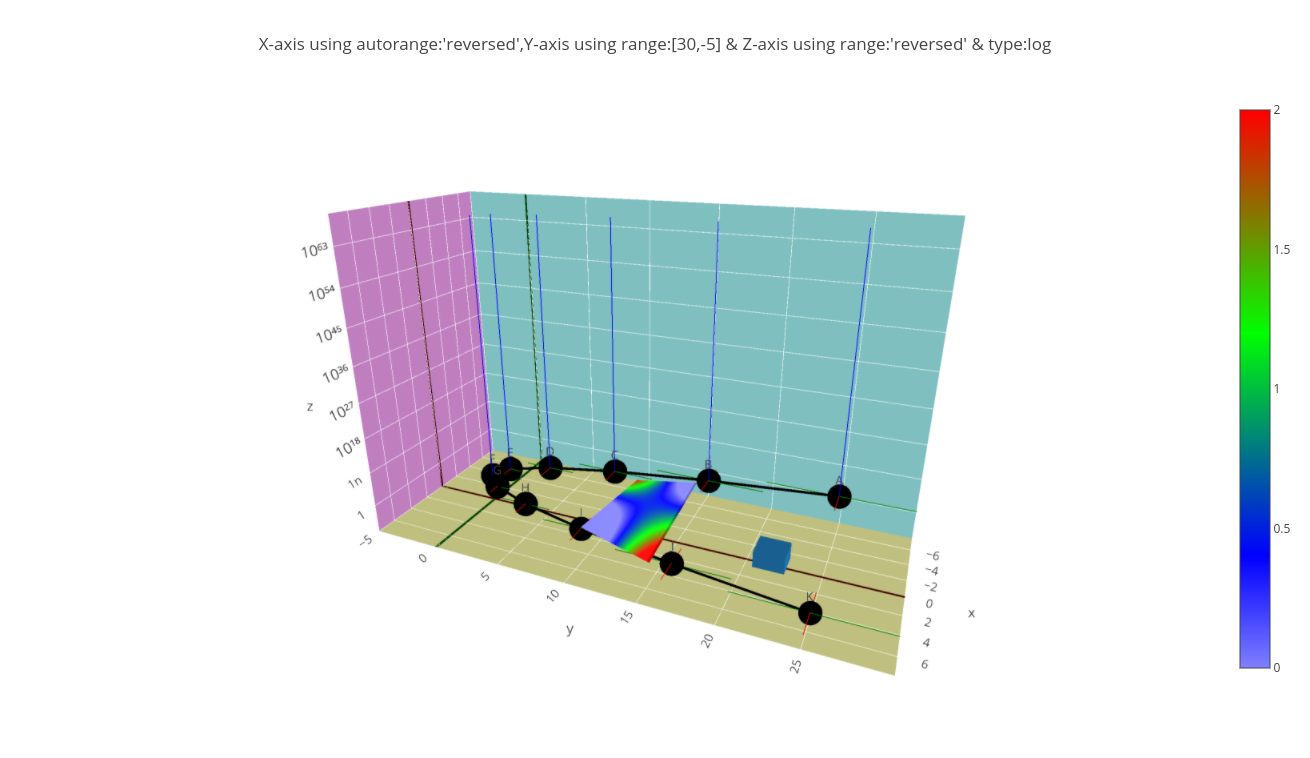 X-axis using autorange:'reversed',Y-axis using range:[30,-5] & Z-axis using range:'reversed' & type:log
2
1.5
1
0.5
0
10⁶³
10⁵⁴
10⁴⁵
10³⁶
10²⁷
10¹⁸
1n
1
z
−5
0
5
10
15
20
25
y
−6
−4
−2
0
2
4
6
x
A
B
C
D
E
F
G
H
I
J
K